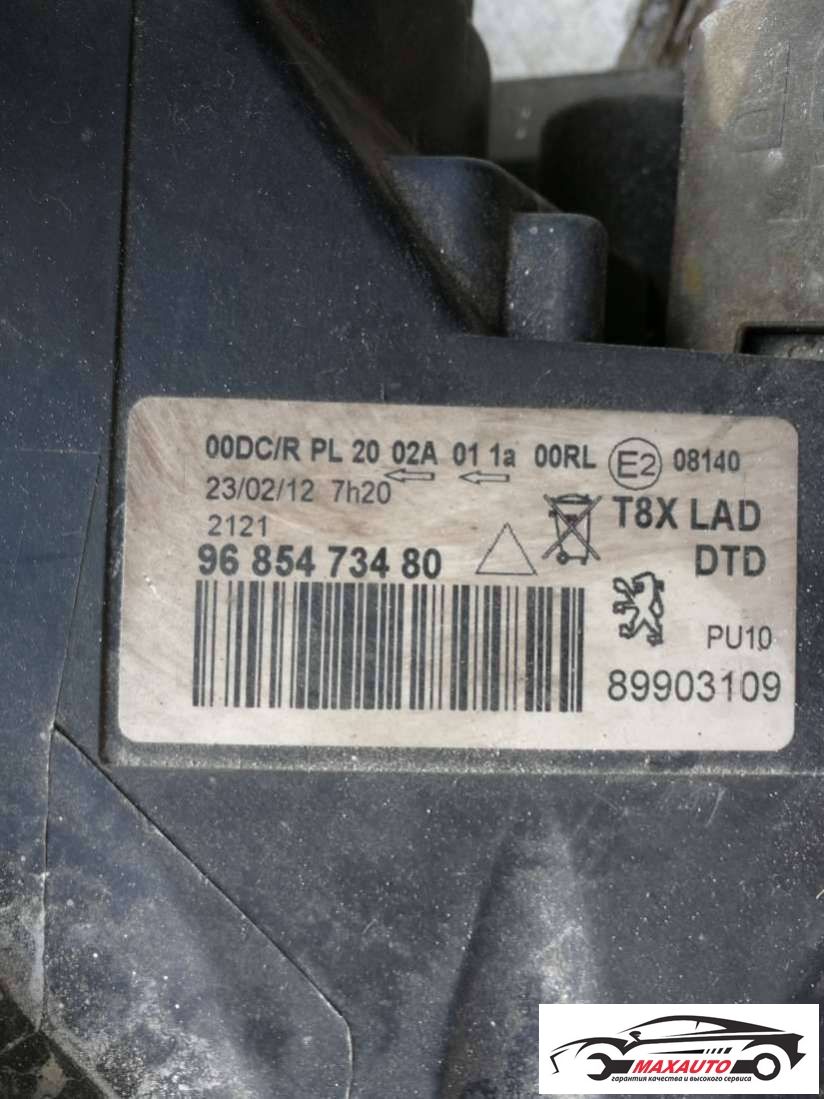 00DC/R PL 20 02A 01 1a 00RL E2 08140
23/02/12 7h20
2121
T8X LAD
96 854 734 80
DTD
PU10
89903109
MAXAUTO
гарантия качества и высокого сервиса